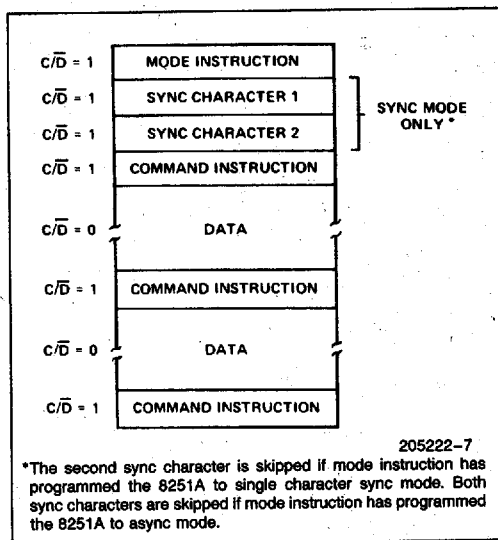 C/D̅ = 1 MODE INSTRUCTION
C/D̅ = 1 SYNC CHARACTER 1
C/D̅ = 1 SYNC CHARACTER 2
SYNC MODE
ONLY*
C/D̅ = 1 COMMAND INSTRUCTION
C/D̅ = 0 DATA
C/D̅ = 1 COMMAND INSTRUCTION
C/D̅ = 0 DATA
C/D̅ = 1 COMMAND INSTRUCTION
205222-7
*The second sync character is skipped if mode instruction has
programmed the 8251A to single character sync mode. Both
sync characters are skipped if mode instruction has programmed
the 8251A to async mode.